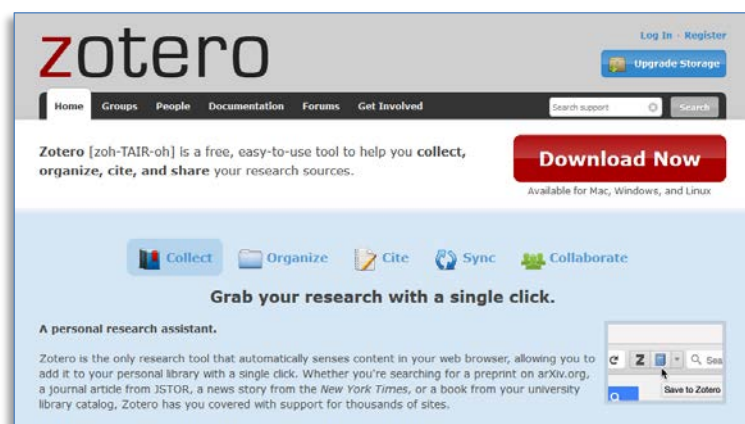 zotero
Log In · Register
Upgrade Storage
Home Groups People Documentation Forums Get Involved
Search support
Search
Zotero [zoh-TAIR-oh] is a free, easy-to-use tool to help you collect,
organize, cite, and share your research sources.
Download Now
Available for Mac, Windows, and Linux
Collect Organize Cite Sync Collaborate
Grab your research with a single click.
A personal research assistant.
Zotero is the only research tool that automatically senses content in your web browser, allowing you to
add it to your personal library with a single click. Whether you're searching for a preprint on arXiv.org,
a journal article from JSTOR, a news story from the New York Times, or a book from your university
library catalog, Zotero has you covered with support for thousands of sites.
Z
Sea
Save to Zotero